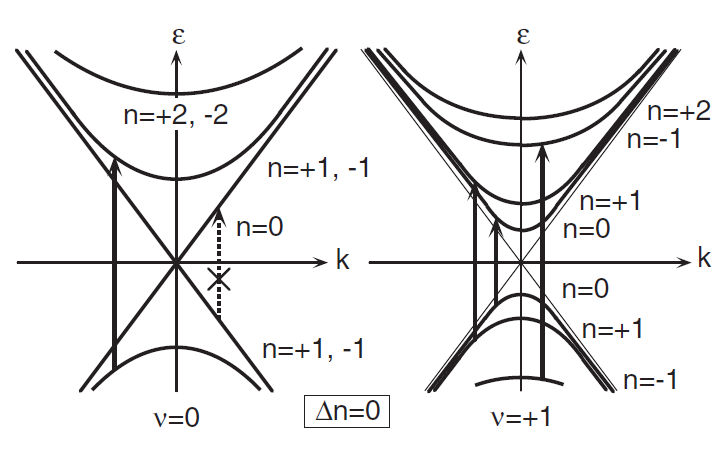 ε
n=+2, -2
n=+1, -1
n=0
k
n=+1, -1
ν=0
Δn=0
ε
n=+2
n=-1
n=+1
n=0
k
n=0
n=+1
n=-1
ν=+1